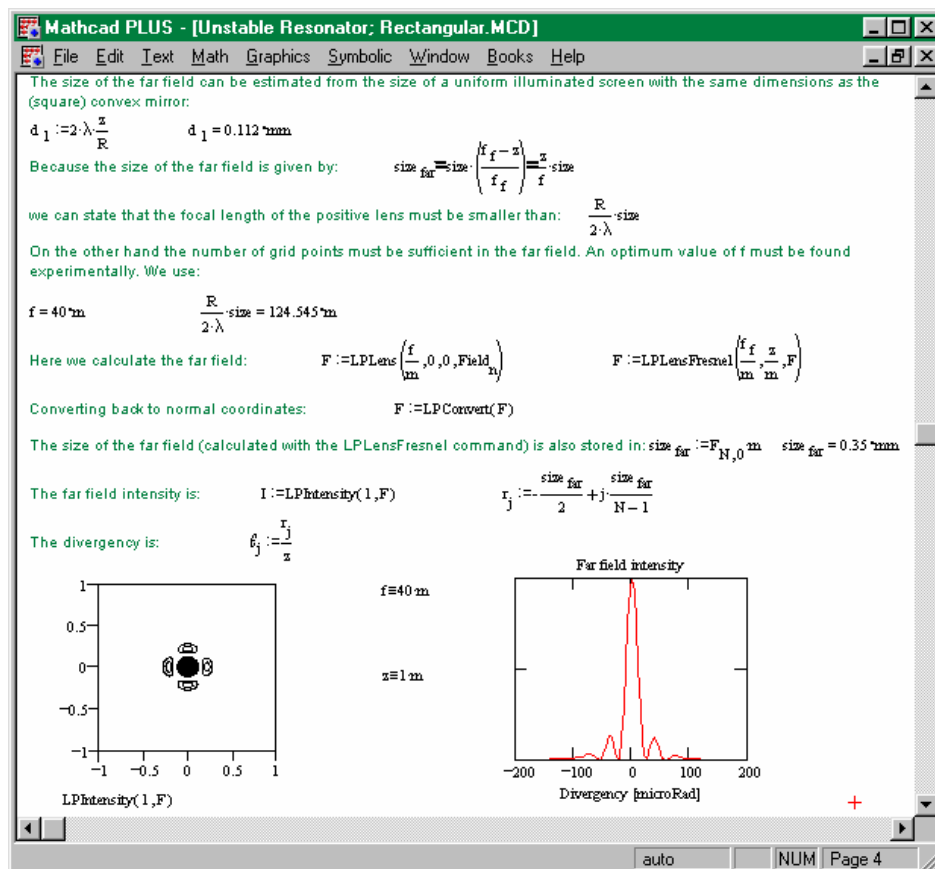 Mathcad PLUS - [Unstable Resonator; Rectangular.MCD]
File Edit Text Math Graphics Symbolic Window Books Help
The size of the far field can be estimated from the size of a uniform illuminated screen with the same dimensions as the
(square) convex mirror:
d 1 :=2·λ·z/R d 1 = 0.112 •mm
Because the size of the far field is given by: size far=size·((f f − z)/f f)=z/f·size
we can state that the focal length of the positive lens must be smaller than: R/(2·λ)·size
On the other hand the number of grid points must be sufficient in the far field. An optimum value of f must be found
experimentally. We use:
f = 40 •m R/(2·λ)·size = 124.545 •m
Here we calculate the far field: F :=LPLens(f/m ,0 ,0 ,Field n) F :=LPLensFresnel(f f/m , z/m ,F)
Converting back to normal coordinates: F :=LPConvert(F)
The size of the far field (calculated with the LPLensFresnel command) is also stored in: size far :=F N,0·m size far = 0.35 •mm
The far field intensity is: I :=LPIntensity(1,F) r j :=-size far/2 + j·size far/(N − 1)
The divergency is: θ j := r j/z
Far field intensity
1
0.5
0
−0.5
−1
−1 −0.5 0 0.5 1
LPIntensity(1,F)
f≡40·m
z≡1·m
−200 −100 0 100 200
Divergency [microRad]
auto NUM Page 4